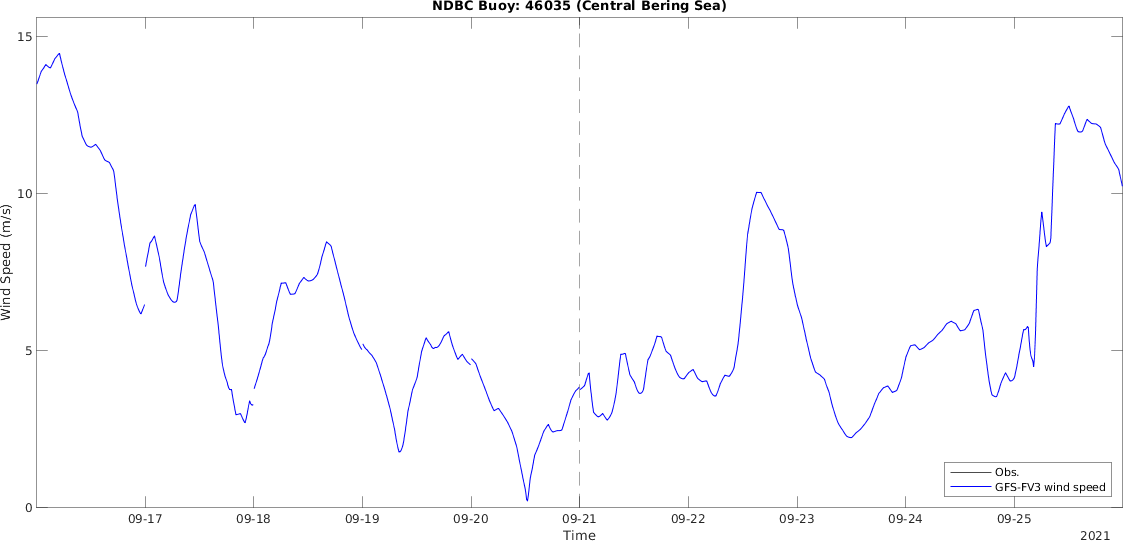 NDBC Buoy: 46035 (Central Bering Sea)
15
10
5
0
Wind Speed (m/s)
09-17 09-18 09-19 09-20 09-21 09-22 09-23 09-24 09-25
Time
2021
Obs.
GFS-FV3 wind speed